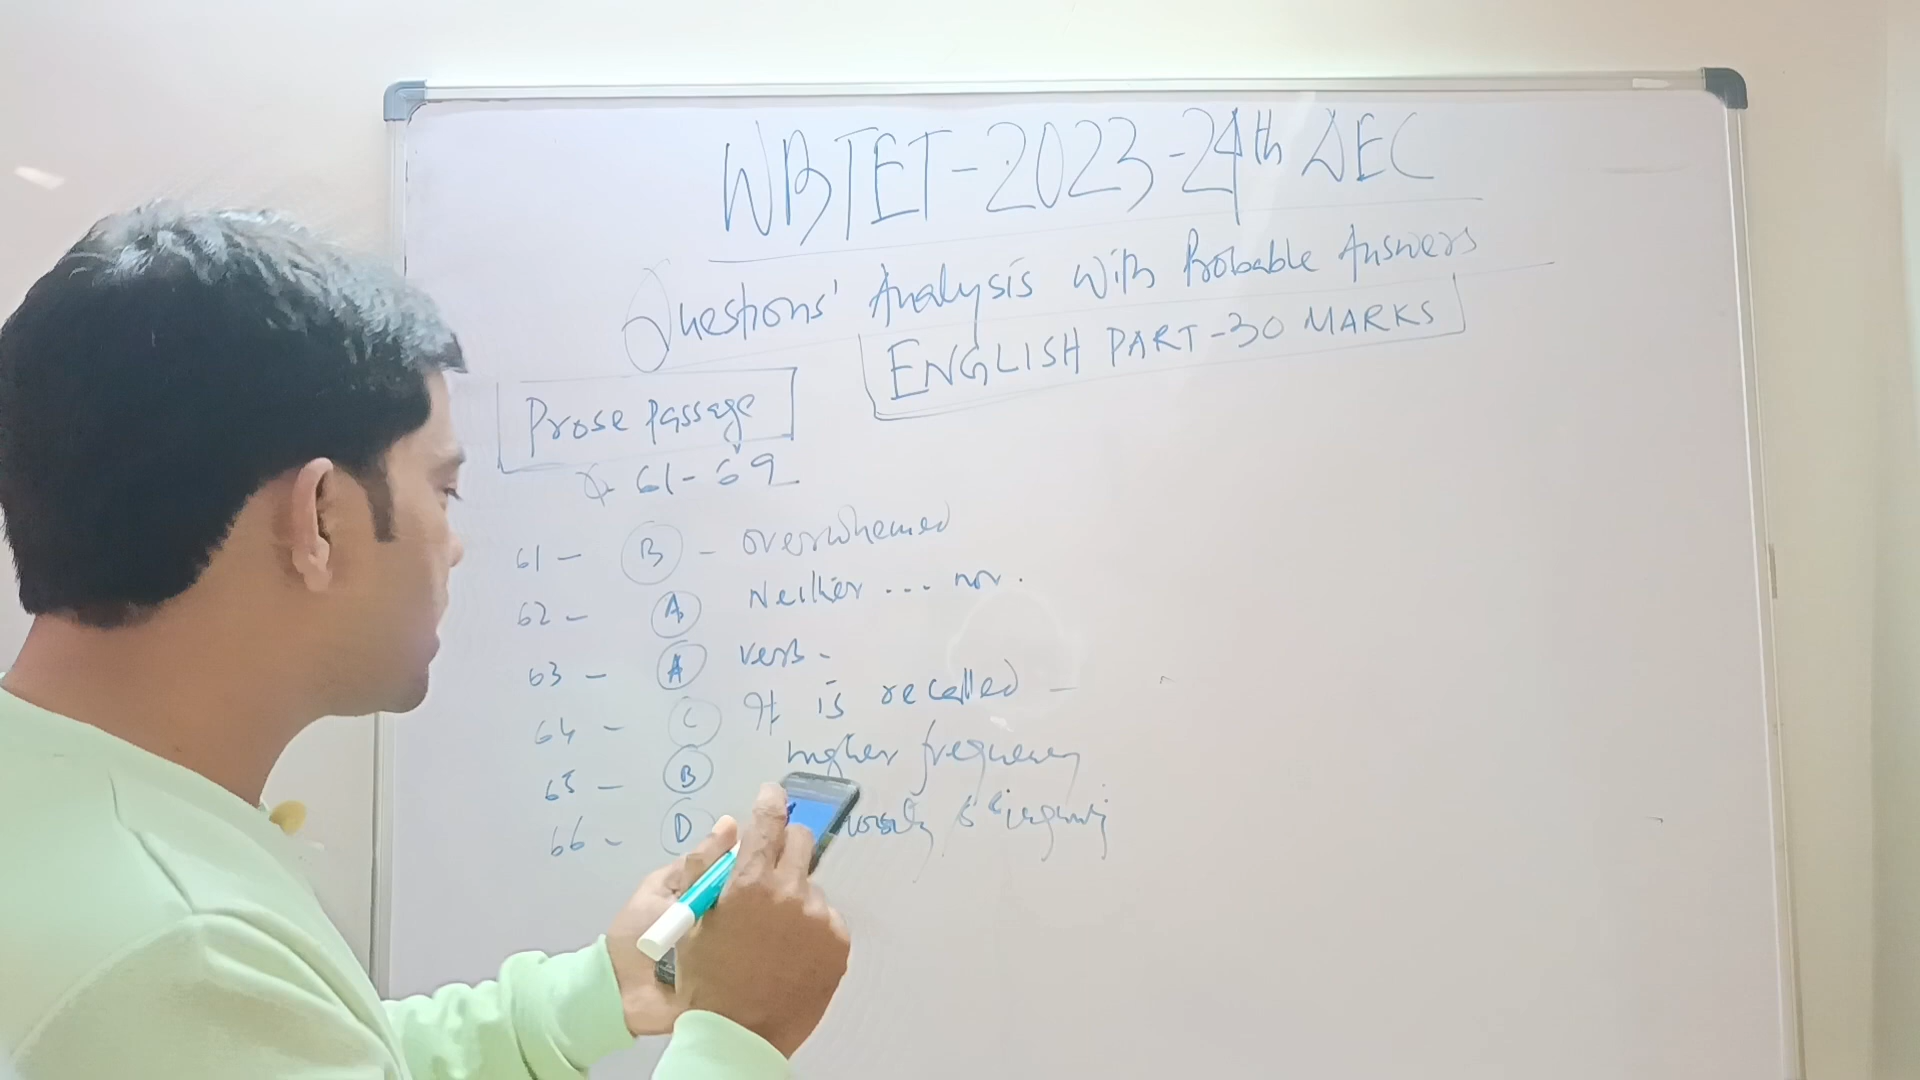 WBTET-2023-24th DEC
Questions' Analysis with Probable Answers
ENGLISH PART-30 MARKS
Prose Passage
Q 61-69
61 - B - overwhemed
62 - A Neither ... nor.
63 - A verb -
64 - C It is recalled -
65 - B higher frequency
66 - D